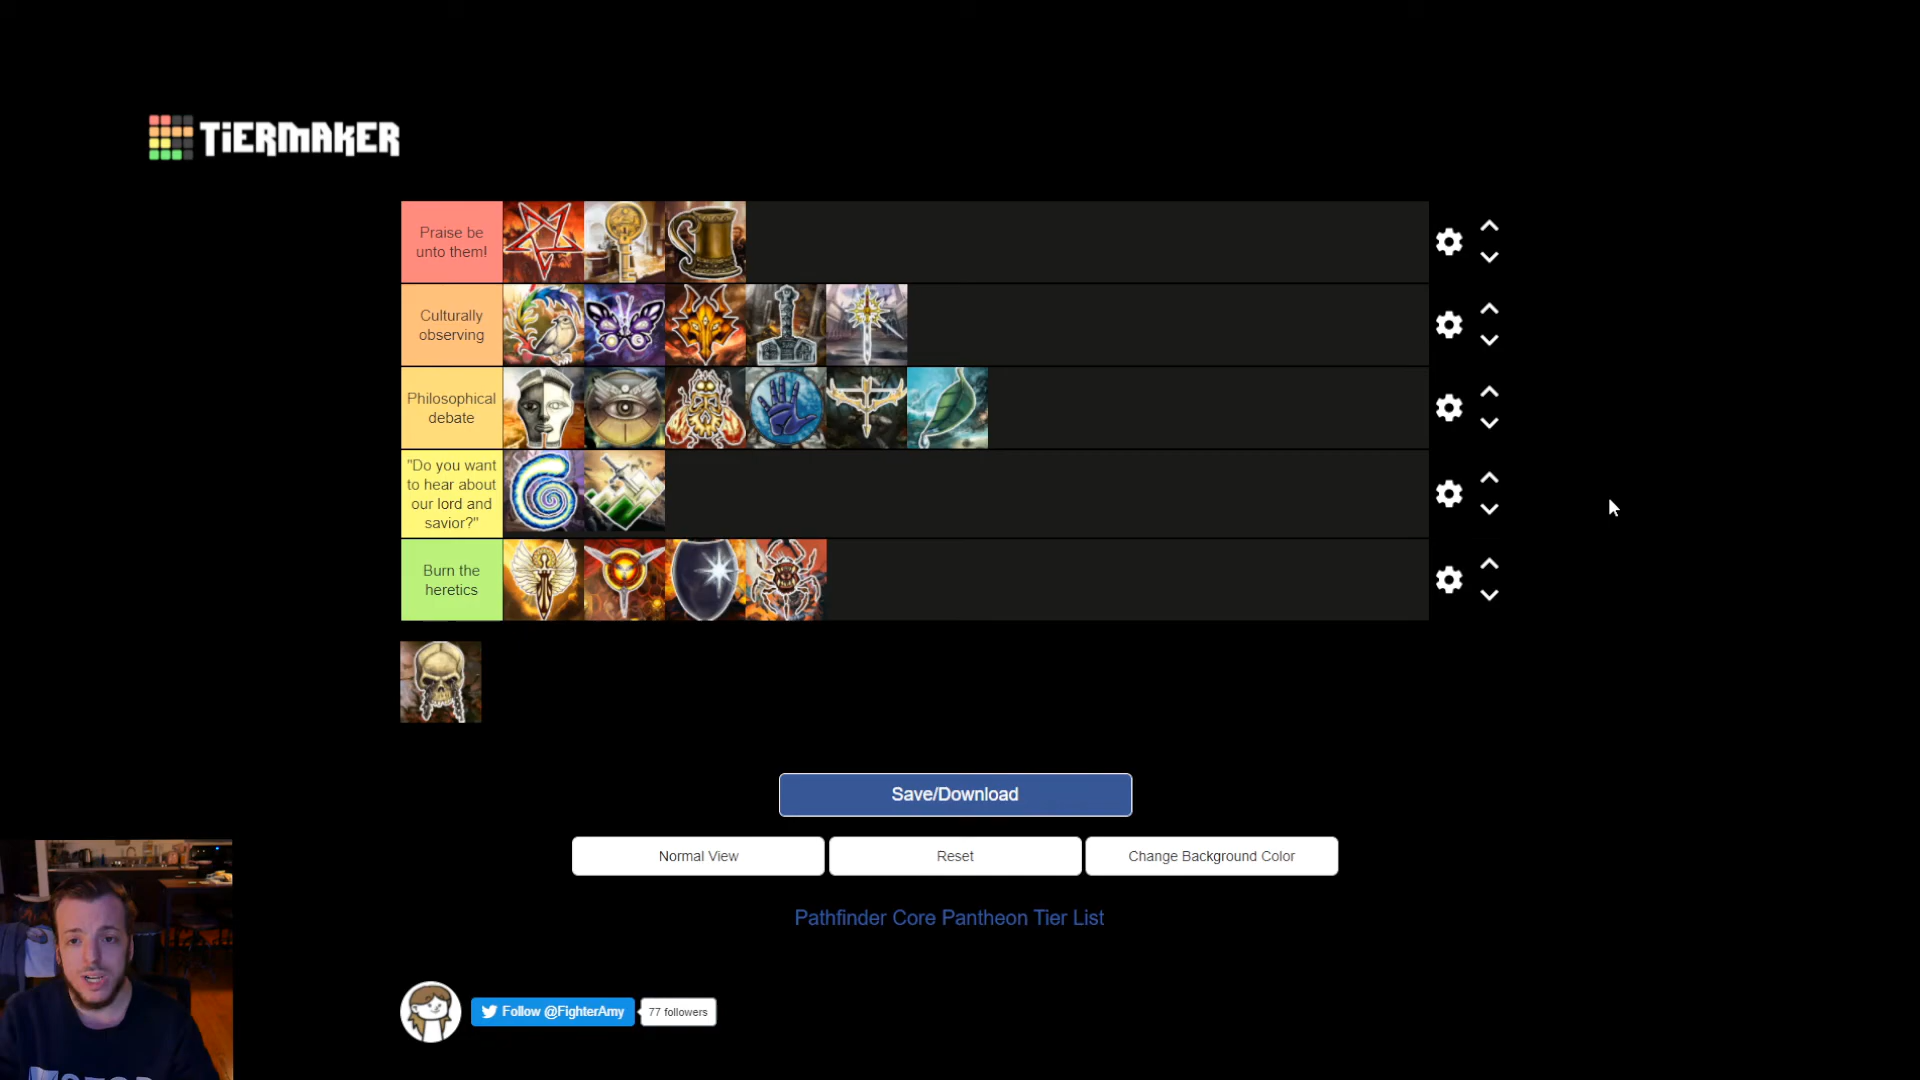 TiERMAKER
Praise be
unto them!
Culturally
observing
Philosophical
debate
"Do you want
to hear about
our lord and
savior?"
Burn the
heretics
Save/Download
Normal View
Reset
Change Background Color
Pathfinder Core Pantheon Tier List
Follow @FighterAmy
77 followers